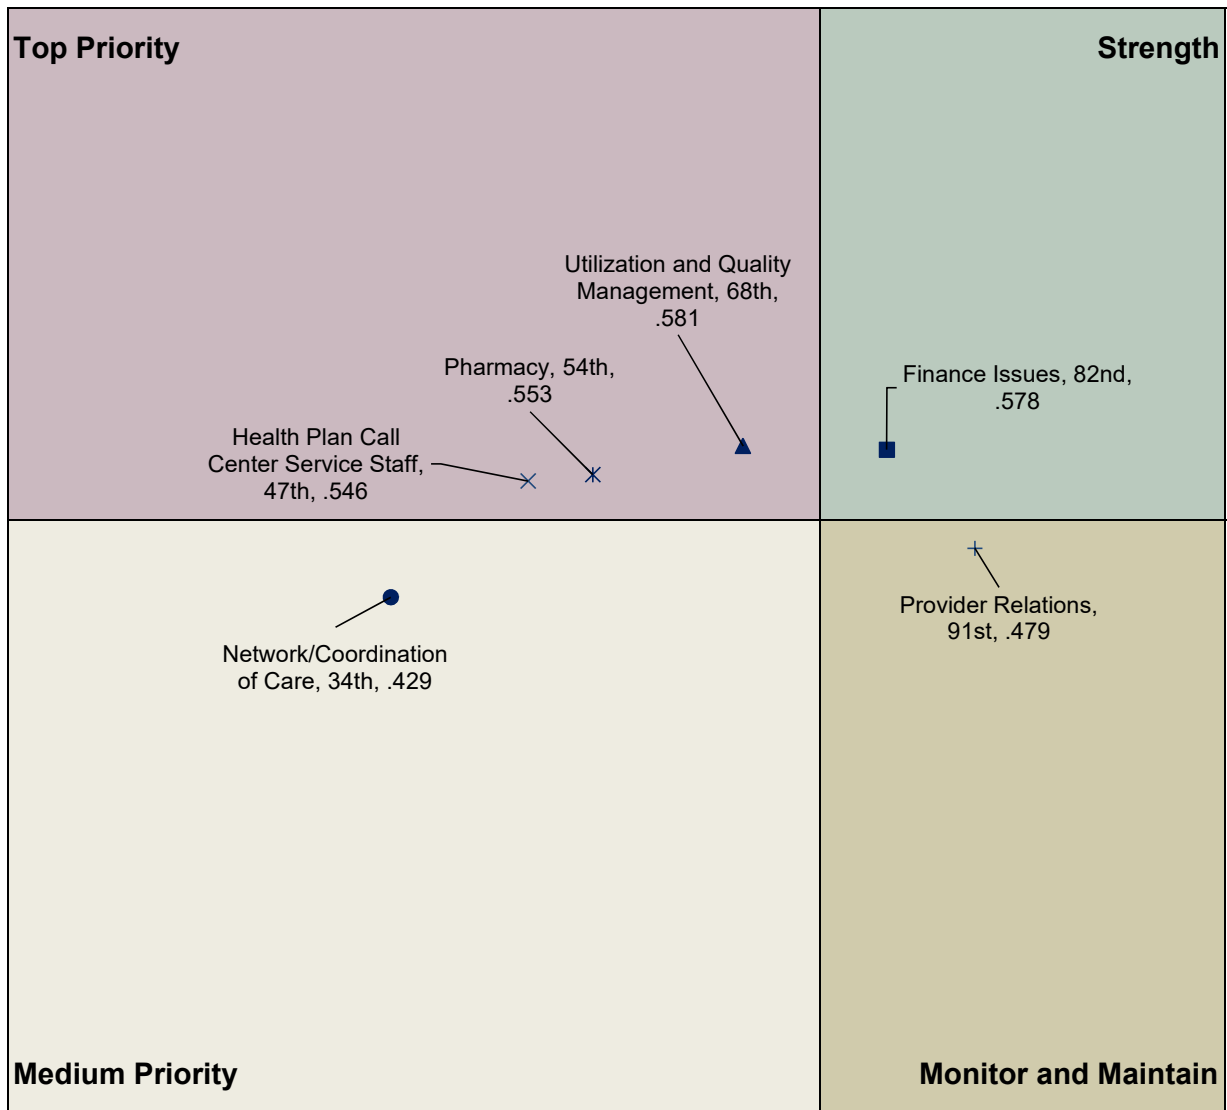 Top Priority
Strength
Utilization and Quality
Management, 68th,
.581
Pharmacy, 54th,
.553
Finance Issues, 82nd,
.578
Health Plan Call
Center Service Staff,
47th, .546
Provider Relations,
91st, .479
Network/Coordination
of Care, 34th, .429
Medium Priority
Monitor and Maintain